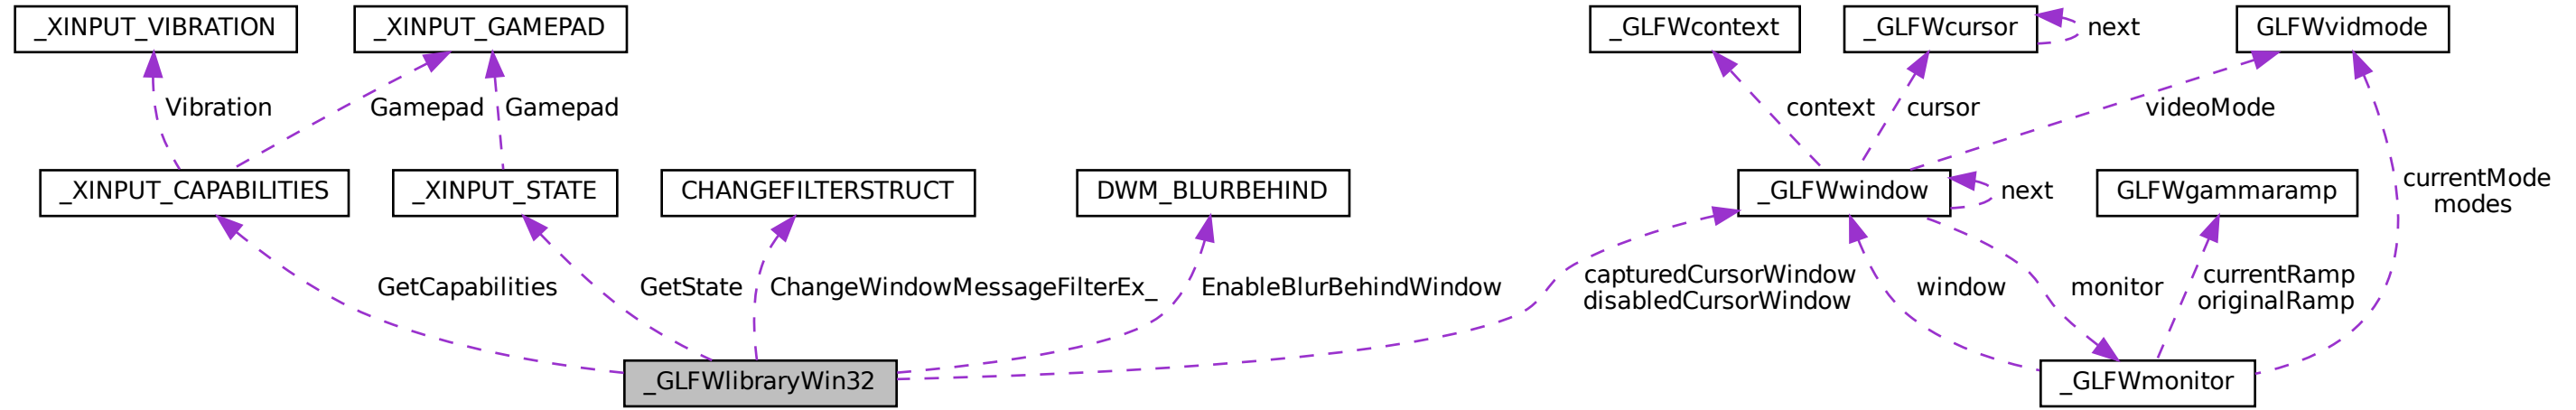 _XINPUT_VIBRATION
_XINPUT_GAMEPAD
_GLFWcontext
_GLFWcursor
next
GLFWvidmode
Vibration
Gamepad
Gamepad
context
cursor
videoMode
_XINPUT_CAPABILITIES
_XINPUT_STATE
CHANGEFILTERSTRUCT
DWM_BLURBEHIND
_GLFWwindow
next
GLFWgammaramp
currentMode
modes
GetCapabilities
GetState
ChangeWindowMessageFilterEx_
EnableBlurBehindWindow
capturedCursorWindow
disabledCursorWindow
window
monitor
currentRamp
originalRamp
_GLFWlibraryWin32
_GLFWmonitor